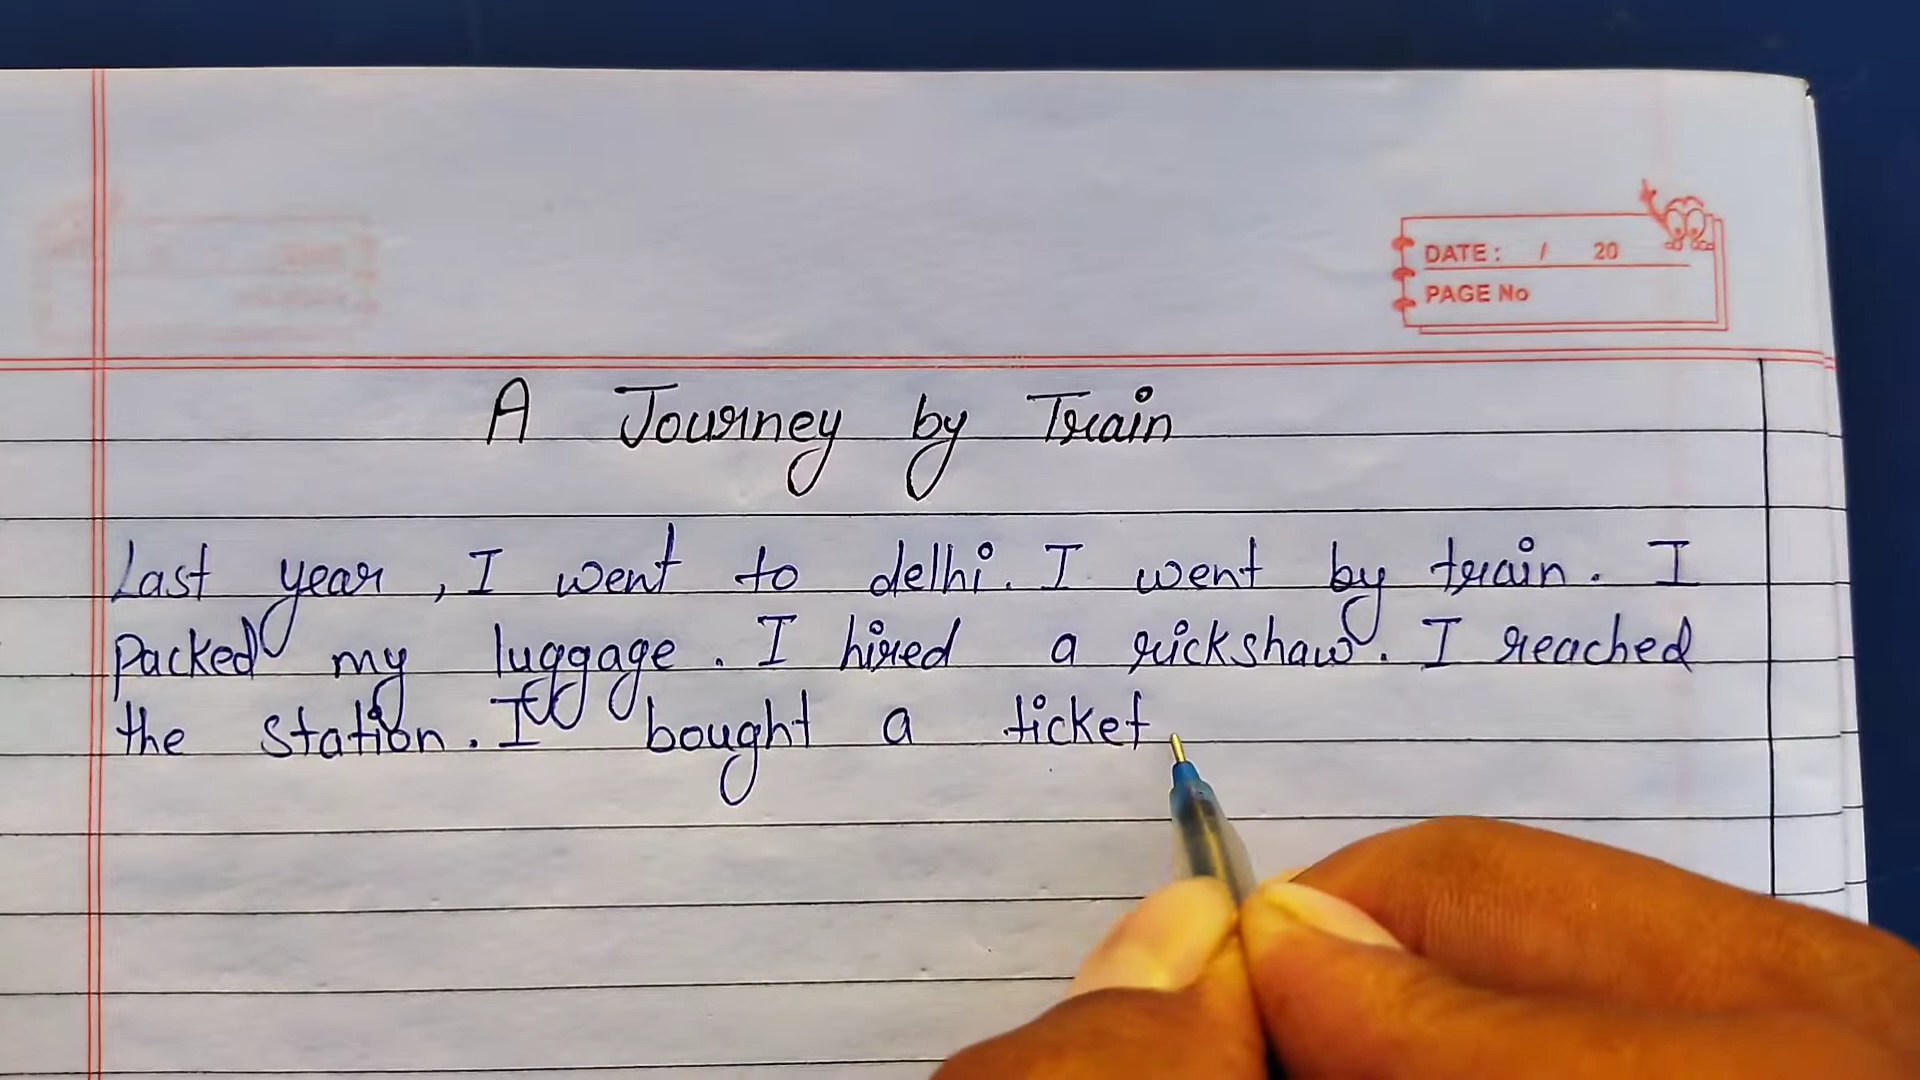 DATE: / 20
PAGE No
A Journey by Train
Last year, I went to delhi. I went by train. I
packed my luggage. I hired a rickshaw. I reached
the station. I bought a ticket